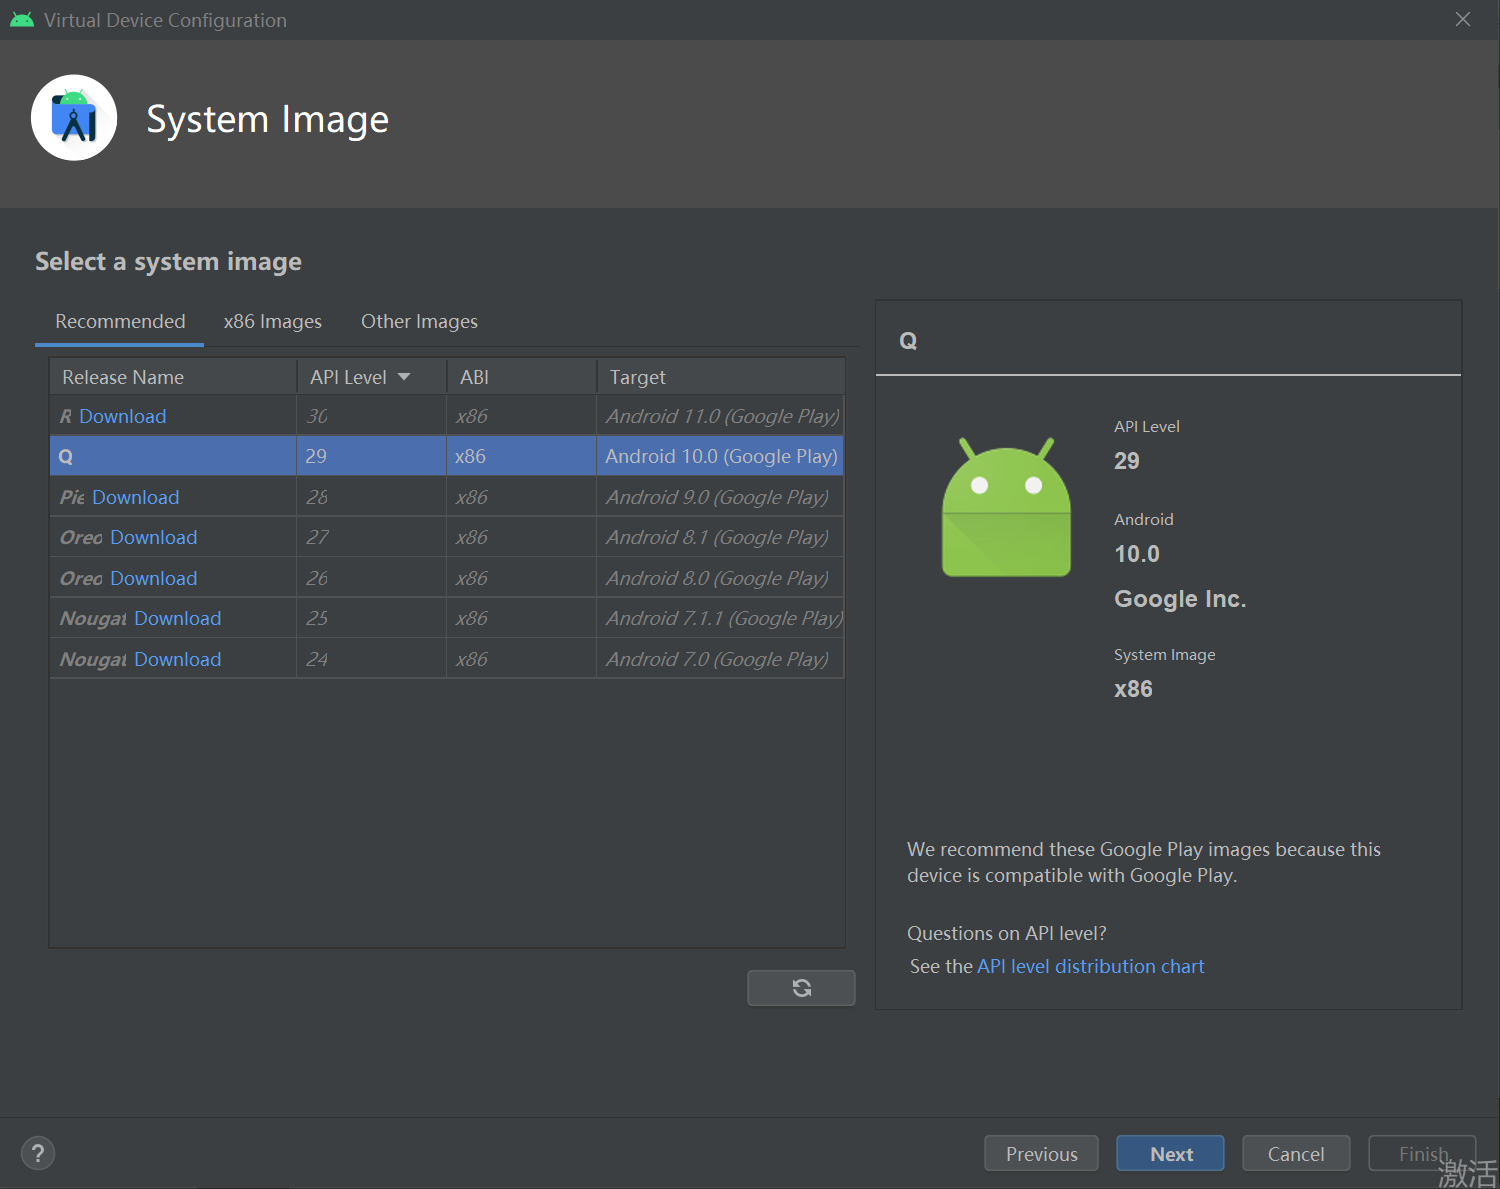 Virtual Device Configuration
System Image
Select a system image
Recommended x86 Images Other Images
Release Name API Level ABI Target
R Download 30 x86 Android 11.0 (Google Play)
Q 29 x86 Android 10.0 (Google Play)
Pie Download 28 x86 Android 9.0 (Google Play)
Oreo Download 27 x86 Android 8.1 (Google Play)
Oreo Download 26 x86 Android 8.0 (Google Play)
Nougat Download 25 x86 Android 7.1.1 (Google Play)
Nougat Download 24 x86 Android 7.0 (Google Play)
Q
API Level
29
Android
10.0
Google Inc.
System Image
x86
We recommend these Google Play images because this
device is compatible with Google Play.
Questions on API level?
See the API level distribution chart
? Previous Next Cancel Finish
激活